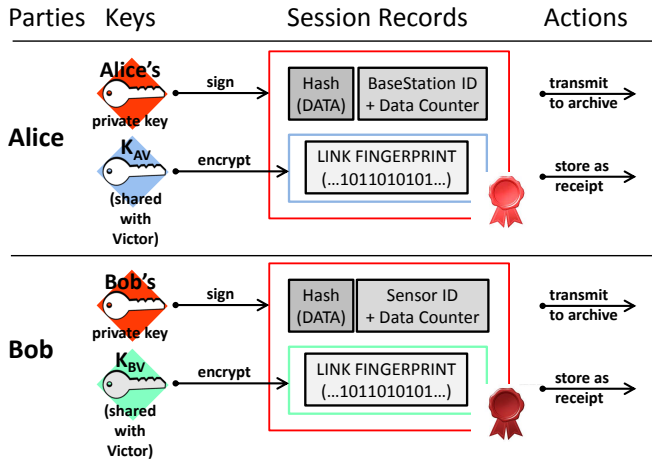 Parties Keys Session Records Actions
Alice
Alice's
private key
sign
Hash
(DATA)
BaseStation ID
+ Data Counter
transmit
to archive
K_AV
(shared
with
Victor)
encrypt
LINK FINGERPRINT
(...1011010101...)
store as
receipt
Bob
Bob's
private key
sign
Hash
(DATA)
Sensor ID
+ Data Counter
transmit
to archive
K_BV
(shared
with
Victor)
encrypt
LINK FINGERPRINT
(...1011010101...)
store as
receipt